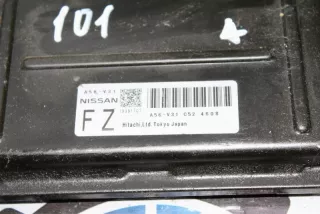 101 A
A56-V31
NISSAN
FZ
A56-V31 C52 4609
Hitachi,Ltd.Tokyo Japan